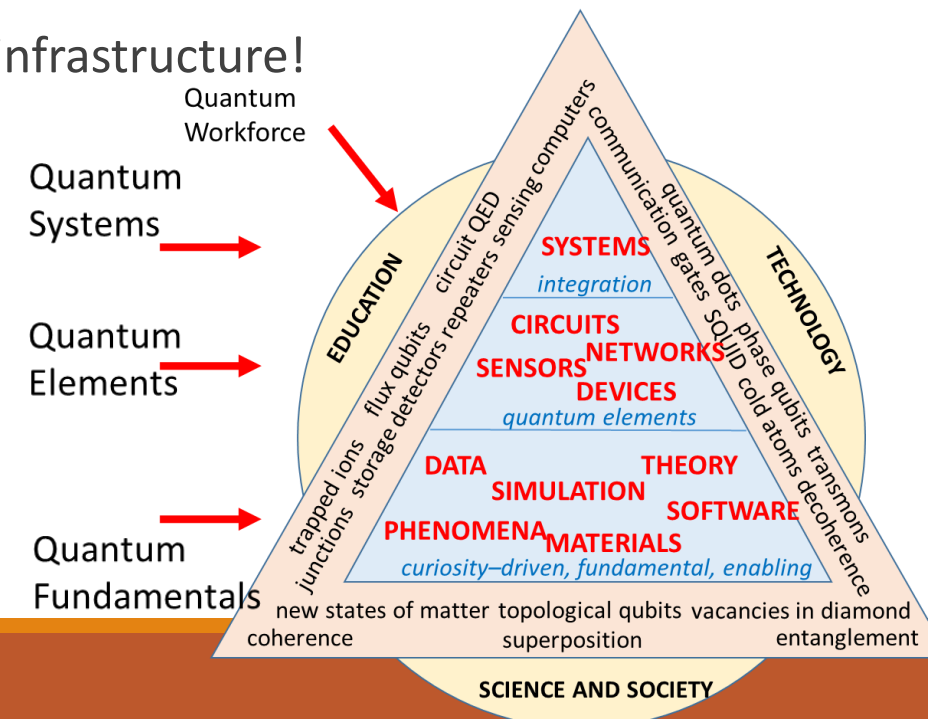 nfrastructure!
Quantum
Workforce
Quantum
Systems
Quantum
Elements
Quantum
Fundamentals
EDUCATION
TECHNOLOGY
SCIENCE AND SOCIETY
trapped ions flux qubits circuit QED
junctions storage detectors repeaters sensing computers
communication gates SQUID cold atoms decoherence
quantum dots phase qubits transmons
SYSTEMS
integration
CIRCUITS
NETWORKS
SENSORS
DEVICES
quantum elements
DATA THEORY
SIMULATION
SOFTWARE
PHENOMENA
MATERIALS
curiosity–driven, fundamental, enabling
new states of matter topological qubits vacancies in diamond
coherence superposition entanglement